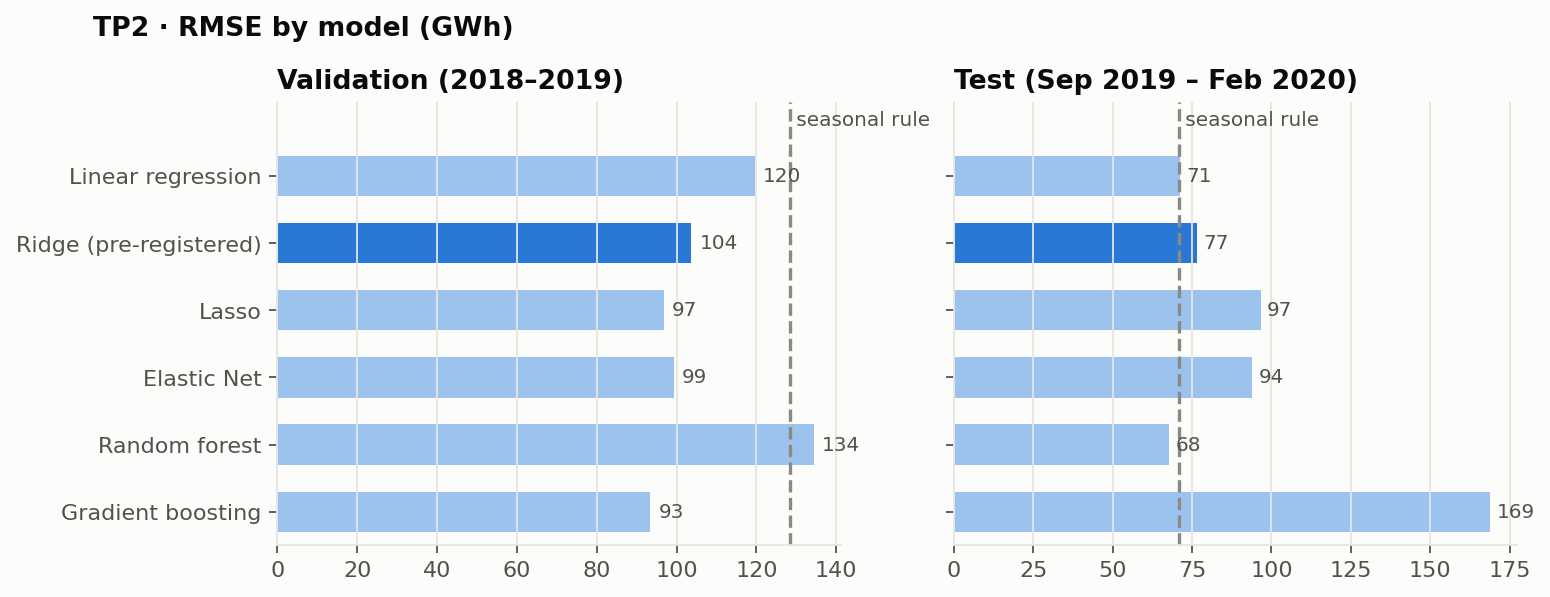 TP2 · RMSE by model (GWh)
Validation (2018–2019)
Test (Sep 2019 – Feb 2020)
seasonal rule
seasonal rule
Linear regression
120
71
Ridge (pre-registered)
104
77
Lasso
97
97
Elastic Net
99
94
Random forest
134
68
Gradient boosting
93
169
0 20 40 60 80 100 120 140
0 25 50 75 100 125 150 175